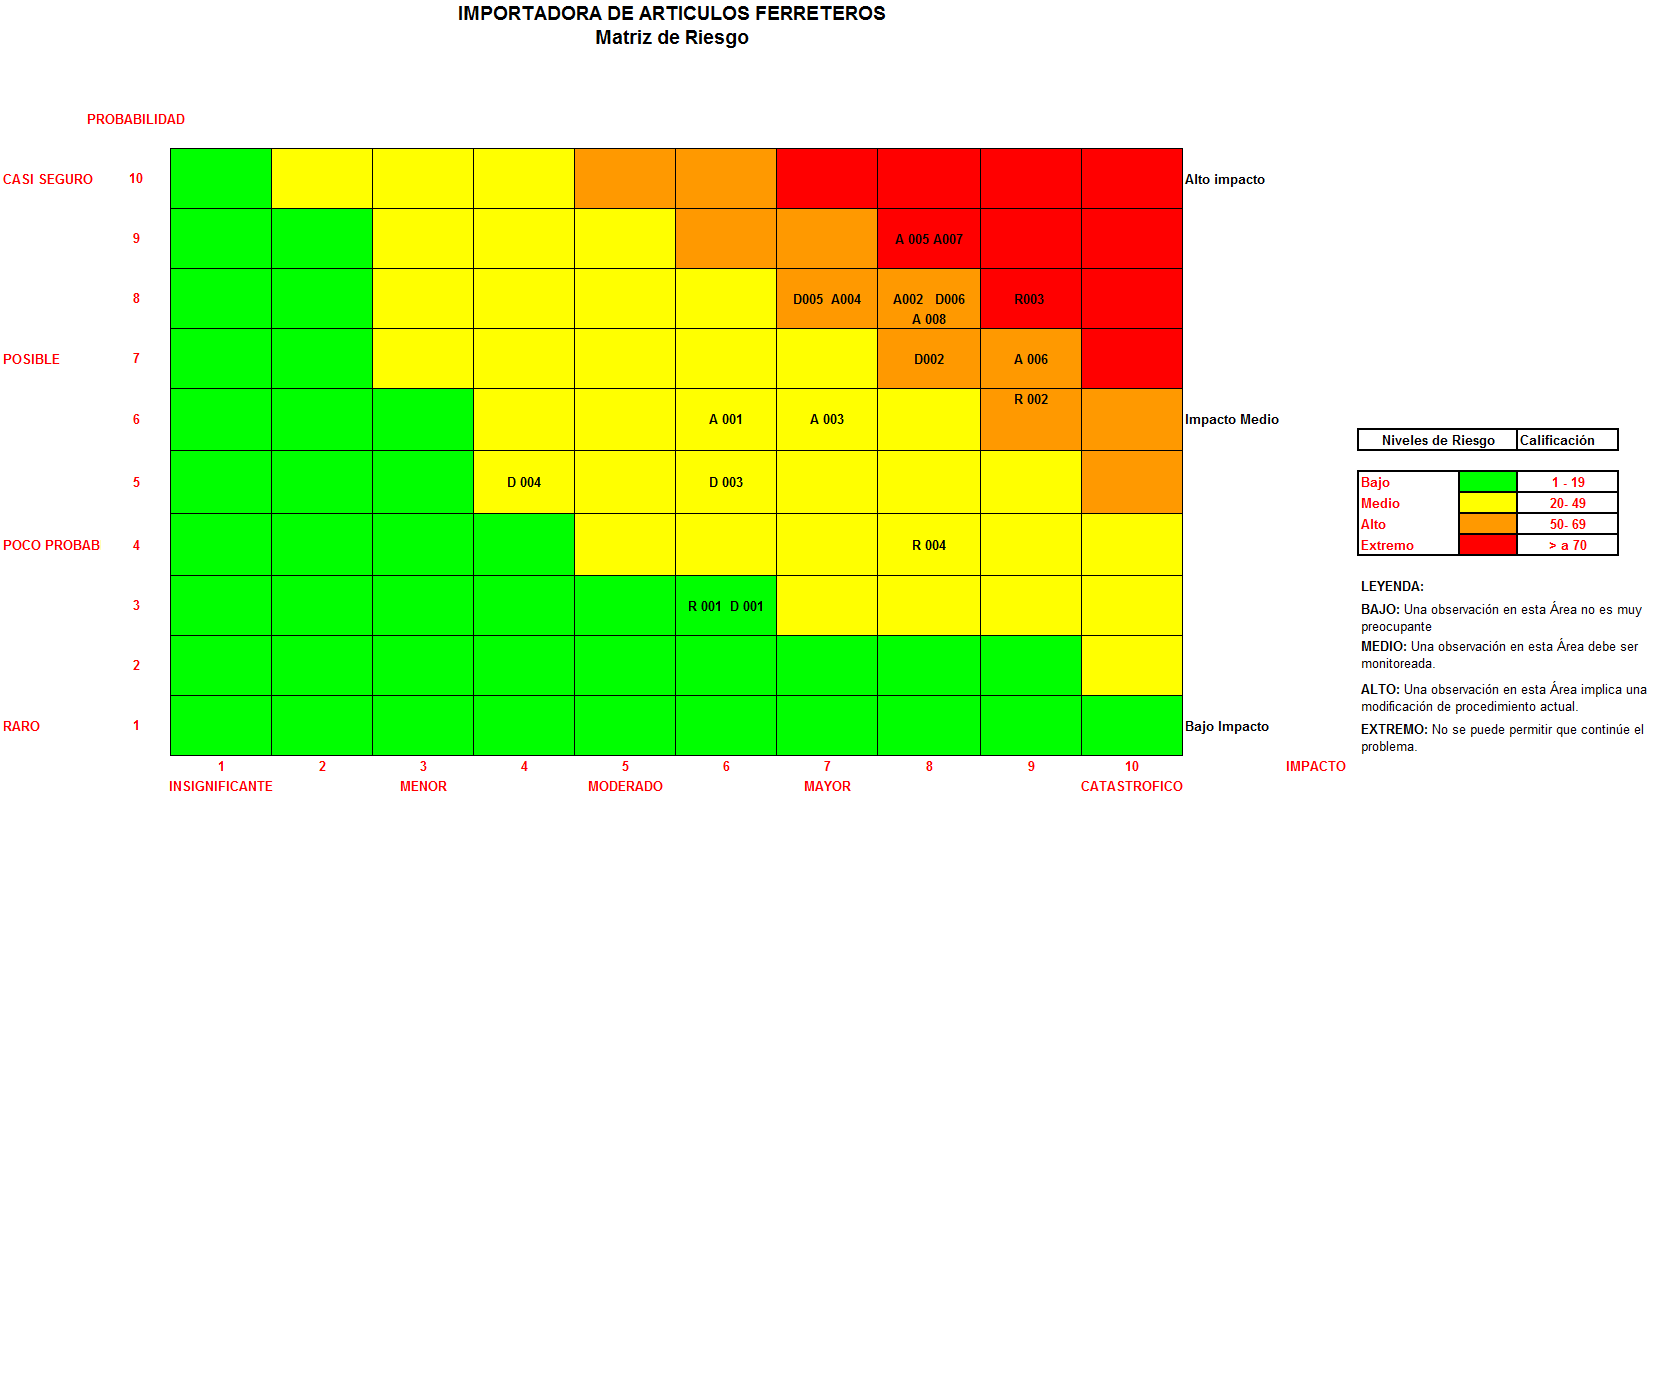 IMPORTADORA DE ARTICULOS FERRETEROS
Matriz de Riesgo
PROBABILIDAD
CASI SEGURO 10 Alto impacto
9 A 005 A007
8 D005 A004 A002 D006 R003
A 008
POSIBLE 7 D002 A 006
R 002
6 A 001 A 003 Impacto Medio
Niveles de Riesgo Calificación
5 D 004 D 003
Bajo 1 - 19
Medio 20- 49
Alto 50- 69
POCO PROBAB 4 R 004
Extremo > a 70
LEYENDA:
3 R 001 D 001
BAJO: Una observación en esta Área no es muy
preocupante
MEDIO: Una observación en esta Área debe ser
monitoreada.
2
ALTO: Una observación en esta Área implica una
modificación de procedimiento actual.
RARO 1 Bajo Impacto
EXTREMO: No se puede permitir que continúe el
problema.
1 2 3 4 5 6 7 8 9 10 IMPACTO
INSIGNIFICANTE MENOR MODERADO MAYOR CATASTROFICO